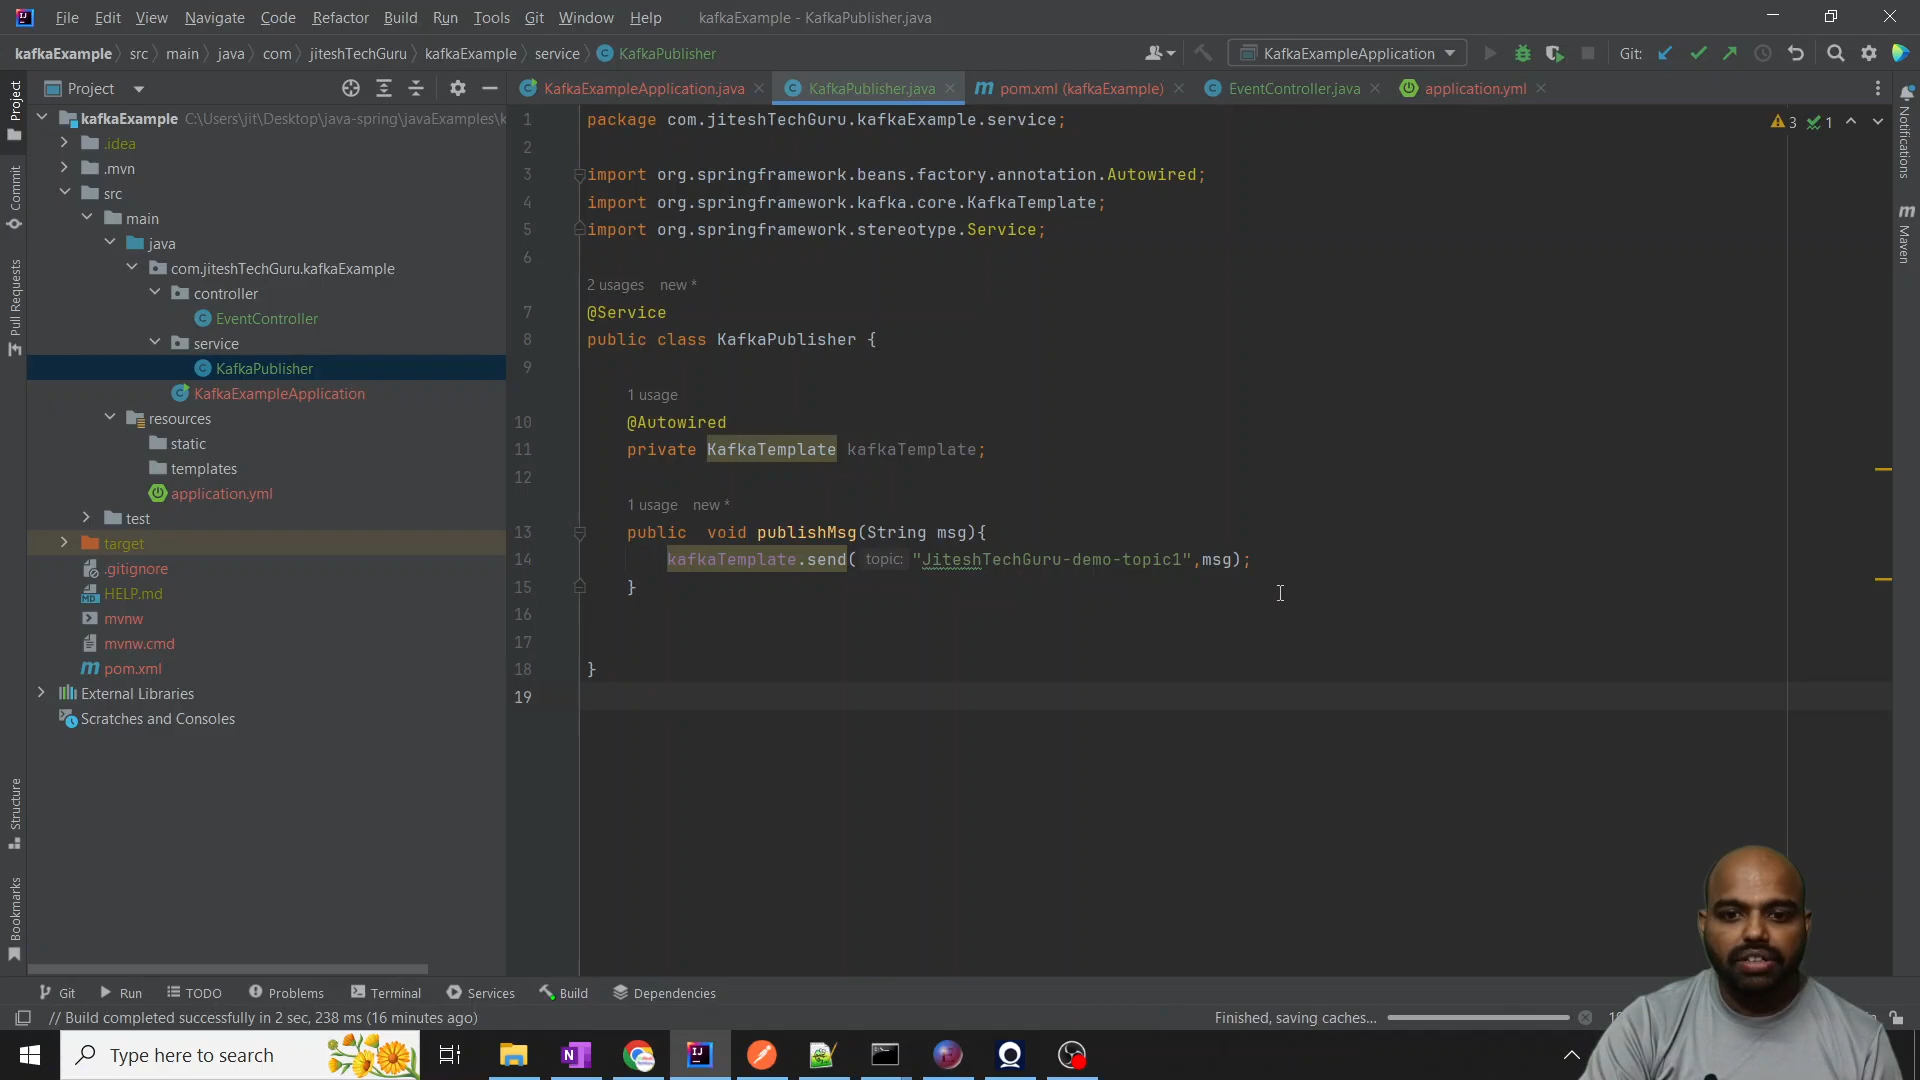 File Edit View Navigate Code Refactor Build Run Tools Git Window Help kafkaExample - KafkaPublisher.java
kafkaExample src main java com jiteshTechGuru kafkaExample service KafkaPublisher KafkaExampleApplication Git:
Project
KafkaExampleApplication.java KafkaPublisher.java pom.xml (kafkaExample) EventController.java application.yml
Project
Commit
Pull Requests
Structure
Bookmarks
kafkaExample C:\Users\jit\Desktop\java-spring\javaExamples\k
.idea
.mvn
src
main
java
com.jiteshTechGuru.kafkaExample
controller
EventController
service
KafkaPublisher
KafkaExampleApplication
resources
static
templates
application.yml
test
target
.gitignore
HELP.md
mvnw
mvnw.cmd
pom.xml
External Libraries
Scratches and Consoles
3 1
1 package com.jiteshTechGuru.kafkaExample.service;
2
3 import org.springframework.beans.factory.annotation.Autowired;
4 import org.springframework.kafka.core.KafkaTemplate;
5 import org.springframework.stereotype.Service;
6
2 usages new *
7 @Service
8 public class KafkaPublisher {
9
1 usage
10 @Autowired
11 private KafkaTemplate kafkaTemplate;
12
1 usage new *
13 public  void publishMsg(String msg){
14 kafkaTemplate.send( topic: "JiteshTechGuru-demo-topic1",msg);
15 }
16
17
18 }
19
Notifications
Maven
Git Run TODO Problems Terminal Services Build Dependencies
// Build completed successfully in 2 sec, 238 ms (16 minutes ago) Finished, saving caches...
Type here to search